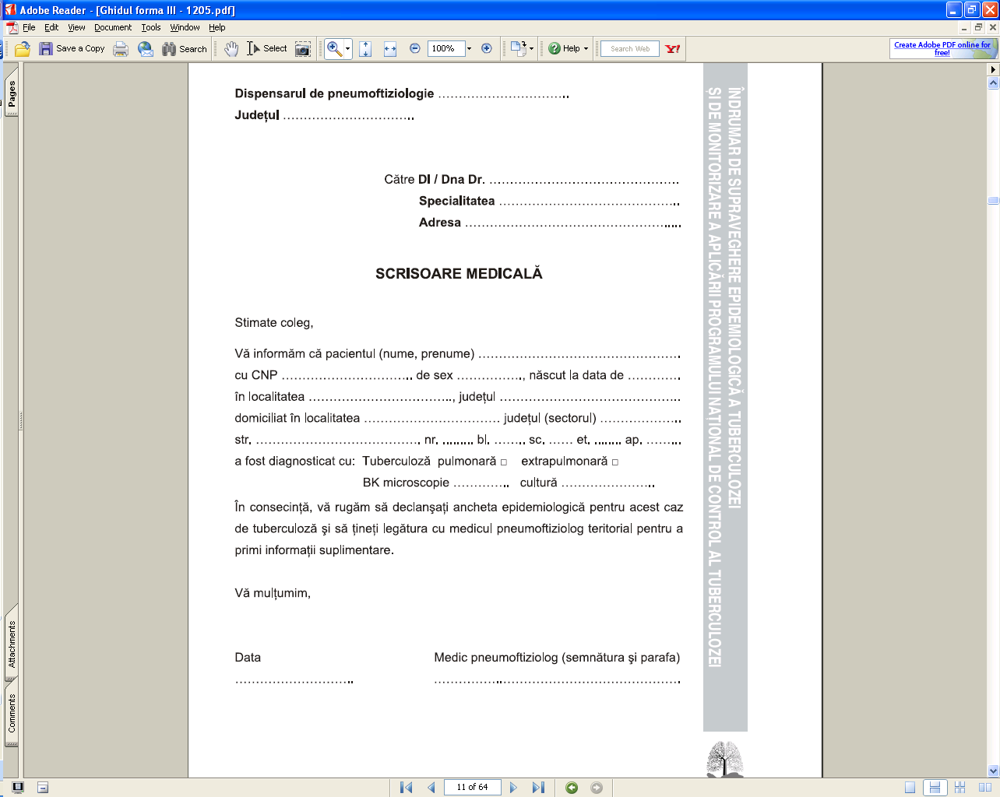 Adobe Reader - [Ghidul forma III - 1205.pdf]
File Edit View Document Tools Window Help
Save a Copy Search Select 100% Help Search Web Y!
Create Adobe PDF online for free!
Pages
Attachments
Comments
Dispensarul de pneumoftiziologie ..............................
Județul ..............................
Către Dl / Dna Dr. ..............................
Specialitatea ..............................
Adresa ..............................
SCRISOARE MEDICALĂ
Stimate coleg,
Vă informăm că pacientul (nume, prenume) ..............................
cu CNP .............................. de sex ..............., născut la data de .............
în localitatea .............................., județul ..............................
domiciliat în localitatea .............................. județul (sectorul) ....................
str. .............................. nr. ......... bl. ........ sc. ...... et. ........ ap. .........
a fost diagnosticat cu: Tuberculoză pulmonară □ extrapulmonară □
BK microscopie .............. cultură .......................
În consecință, vă rugăm să declanşați ancheta epidemiologică pentru acest caz
de tuberculoză şi să țineți legătura cu medicul pneumoftiziolog teritorial pentru a
primi informații suplimentare.
Vă mulțumim,
Data Medic pneumoftiziolog (semnătura şi parafa)
.............................. ..............................
ÎNDRUMAR DE SUPRAVEGHERE EPIDEMIOLOGICĂ A TUBERCULOZEI
ŞI DE MONITORIZARE A APLICĂRII PROGRAMULUI NAȚIONAL DE CONTROL AL TUBERCULOZEI
11 of 64